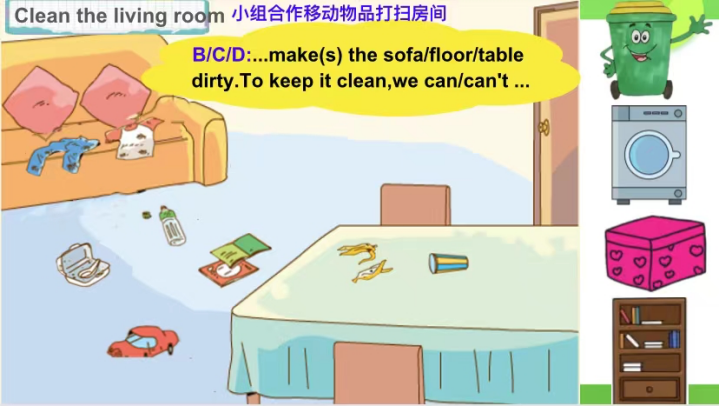 Clean the living room 小组合作移动物品打扫房间
B/C/D:...make(s) the sofa/floor/table
dirty.To keep it clean,we can/can't ...